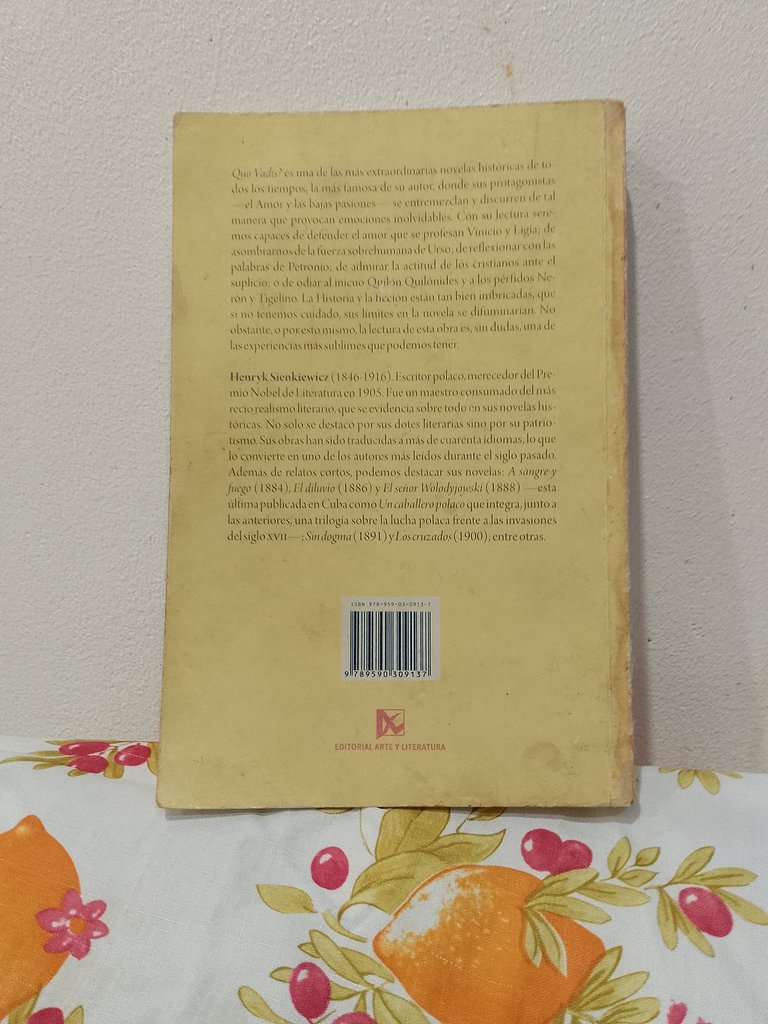 Quo Vadis? es una de las más extraordinarias novelas históricas de to-
dos los tiempos, la más famosa de su autor, donde sus protagonistas
—el Amor y las bajas pasiones— se entremezclan y discurren de tal
manera que provocan emociones inolvidables. Con su lectura sere-
mos capaces de defender el amor que se profesan Vinicio y Ligia; de
asombrarnos de la fuerza sobrehumana de Urso; de reflexionar con las
palabras de Petronio; de admirar la actitud de los cristianos ante el
suplicio; o de odiar al inicuo Quilón Quilónides y a los pérfidos Ne-
rón y Tigelino. La Historia y la ficción están tan bien imbricadas, que
si no tenemos cuidado, sus límites en la novela se difuminarían. No
obstante, o por esto mismo, la lectura de esta obra es, sin dudas, una de
las experiencias más sublimes que podemos tener.
Henryk Sienkiewicz (1846-1916). Escritor polaco, merecedor del Pre-
mio Nobel de Literatura en 1905. Fue un maestro consumado del más
recio realismo literario, que se evidencia sobre todo en sus novelas his-
tóricas. No solo se destacó por sus dotes literarias sino por su patrio-
tismo. Sus obras han sido traducidas a más de cuarenta idiomas, lo que
lo convierte en uno de los autores más leídos durante el siglo pasado.
Además de relatos cortos, podemos destacar sus novelas: A sangre y
fuego (1884), El diluvio (1886) y El señor Wolodyjowski (1888) —esta
última publicada en Cuba como Un caballero polaco que integra, junto a
las anteriores, una trilogía sobre la lucha polaca frente a las invasiones
del siglo XVII—; Sin dogma (1891) y Los cruzados (1900); entre otras.
ISBN 978-959-03-0913-7
9 789590 309137
EDITORIAL ARTE Y LITERATURA